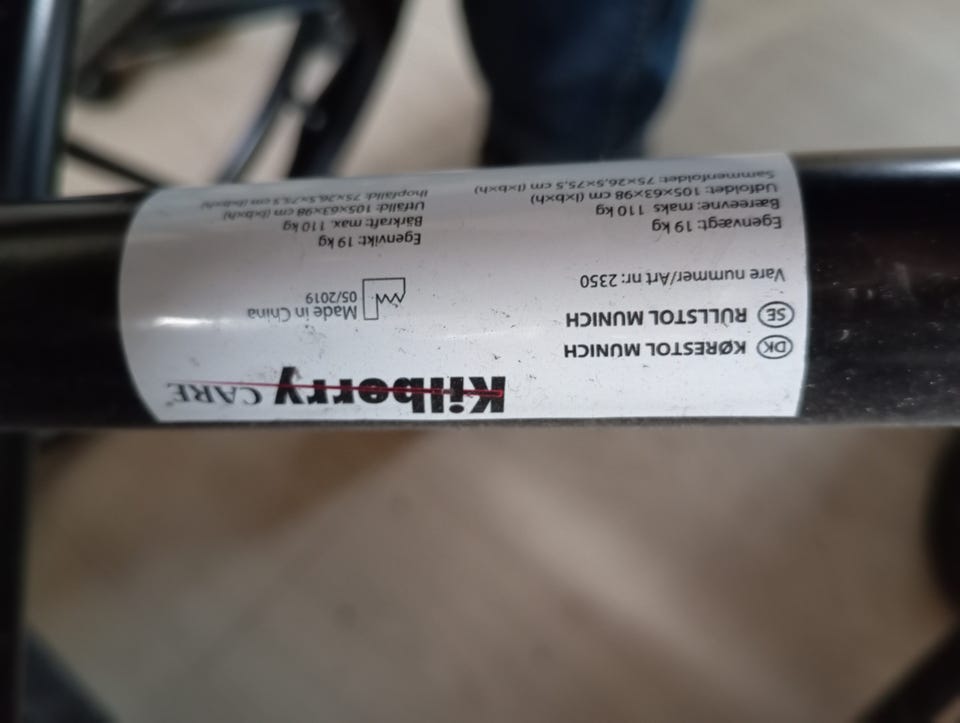 Kilberry CARE
DK KØRESTOL MUNICH
SE RULLSTOL MUNICH
Vare nummer/Art nr: 2350
Made in China
05/2019
Egenvægt: 19 kg
Bæreevne: maks 110 kg
Udfoldet: 105x63x98 cm (lxbxh)
Sammenfoldet: 75x26,5x75,5 cm (lxbxh)
Egenvikt: 19 kg
Bärkraft: max. 110 kg
Utfälld: 105x63x98 cm (lxbxh)
Ihopfälld: 75x26,5x75,5 cm (lxbxh)